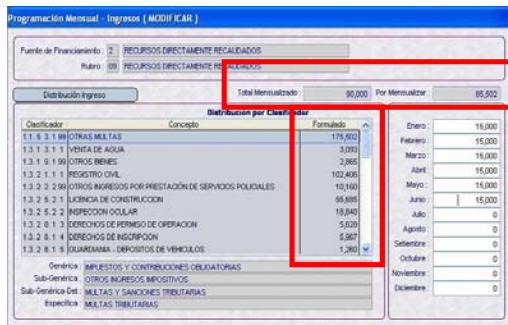 Programación Mensual - Ingresos ( MODIFICAR )
Fuente de Financiamiento : 2 RECURSOS DIRECTAMENTE RECAUDADOS
Rubro : 09 RECURSOS DIRECTAMENTE RECAUDADOS
Distribución Ingreso Total Mensualizado : 90,000 Por Mensualizar : 85,502
Distribución por Clasificador
Clasificador Concepto Formulado
1.1. 5 3. 1 99 OTRAS MULTAS 175,502
1.3. 1 3. 1 1 VENTA DE AGUA 3,093
1.3. 1 9. 1 99 OTROS BIENES 2,865
1.3. 2 1. 1 1 REGISTRO CIVIL 102,406
1.3. 2 2. 2 99 OTROS INGRESOS POR PRESTACIÓN DE SERVICIOS POLICIALES 10,160
1.3. 2 5. 2 1 LICENCIA DE CONSTRUCCION 55,685
1.3. 2 5. 2 2 INSPECCION OCULAR 18,840
1.3. 2 8. 1 3 DERECHOS DE PERMISO DE OPERACION 5,628
1.3. 2 8. 1 4 DERECHOS DE INSCRIPCION 5,967
1.3. 2 8. 1 5 GUARDIANIA - DEPOSITOS DE VEHICULOS 1,260
Genérica : IMPUESTOS Y CONTRIBUCIONES OBLIGATORIAS
Sub-Genérica : OTROS INGRESOS IMPOSITIVOS
Sub-Genérica-Det : MULTAS Y SANCIONES TRIBUTARIAS
Específica : MULTAS TRIBUTARIAS
Enero : 15,000
Febrero : 15,000
Marzo : 15,000
Abril : 15,000
Mayo : 15,000
Junio : 15,000
Julio : 0
Agosto : 0
Setiembre : 0
Octubre : 0
Noviembre : 0
Diciembre : 0